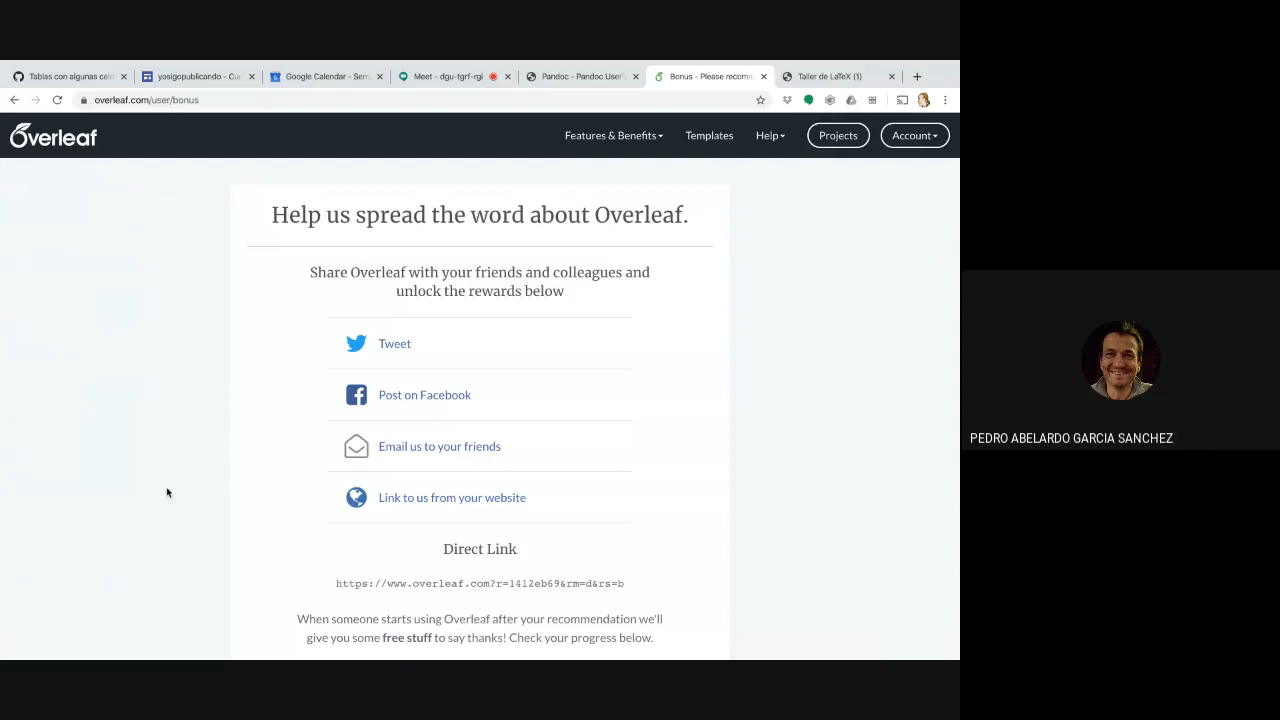 Tablas con algunas celd
yosigopublicando - Cur
Google Calendar - Sem
Meet - dgu-tgrf-rgi
Pandoc - Pandoc User's
Bonus - Please recomm
Taller de LaTeX (1)
overleaf.com/user/bonus
Overleaf
Features & Benefits
Templates
Help
Projects
Account
Help us spread the word about Overleaf.
Share Overleaf with your friends and colleagues and
unlock the rewards below
Tweet
Post on Facebook
Email us to your friends
Link to us from your website
Direct Link
https://www.overleaf.com?r=1412eb69&rm=d&rs=b
When someone starts using Overleaf after your recommendation we'll
give you some free stuff to say thanks! Check your progress below.
PEDRO ABELARDO GARCIA SANCHEZ